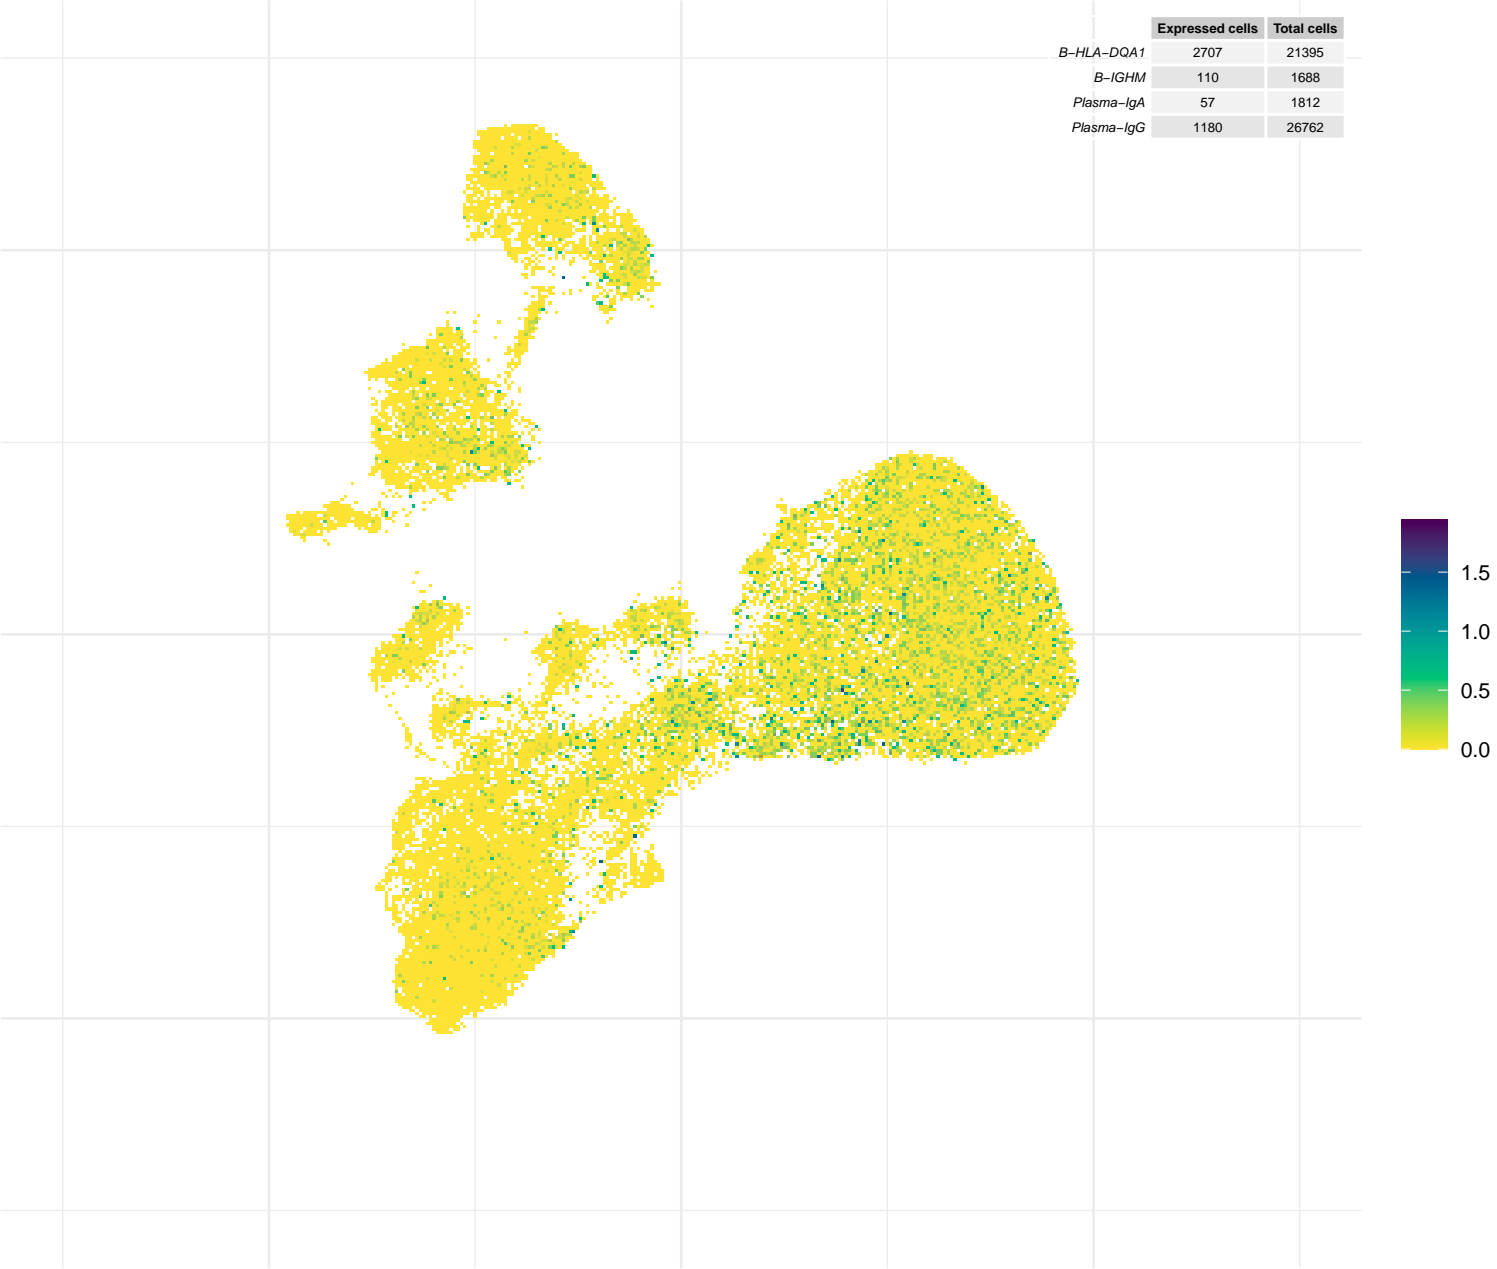 Expressed cells Total cells
B−HLA−DQA1 2707 21395
B−IGHM 110 1688
Plasma−IgA 57 1812
Plasma−IgG 1180 26762
1.5
1.0
0.5
0.0